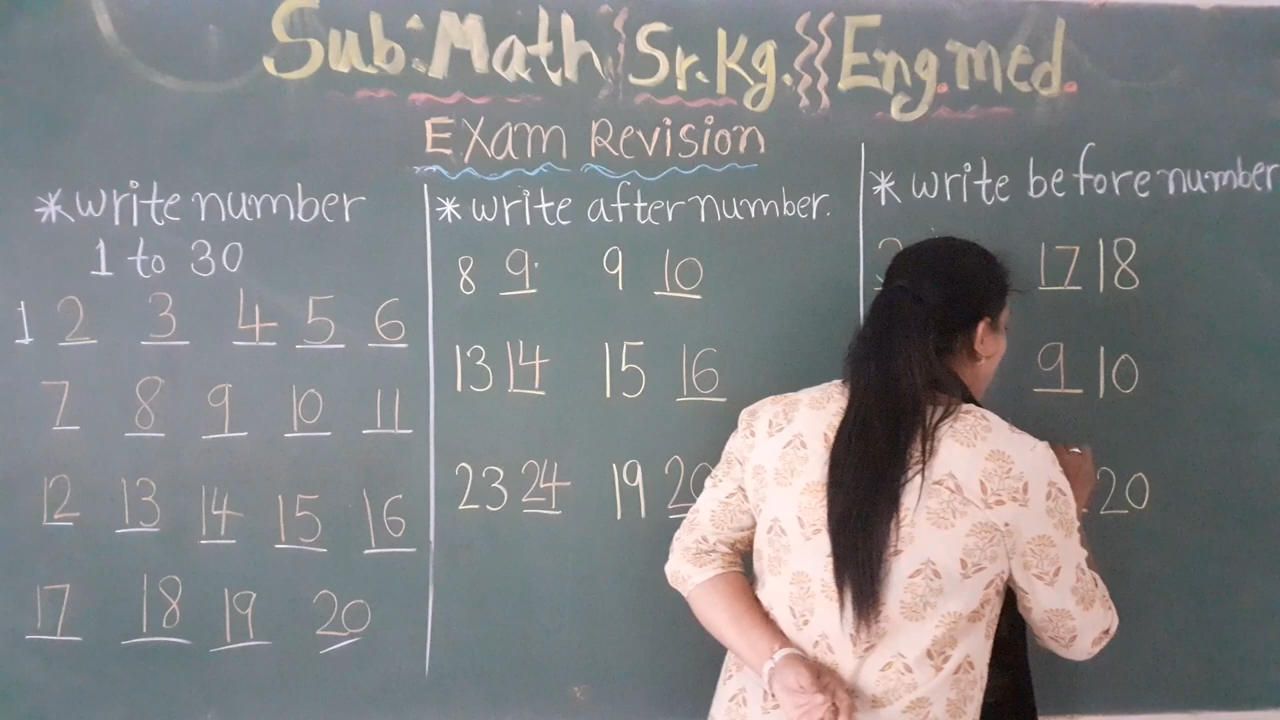 Sub: Math Sr.Kg. Eng.med.
Exam Revision
*write number
1 to 30
1 2 3 4 5 6
7 8 9 10 11
12 13 14 15 16
17 18 19 20
*write after number.
8 9 9 10
13 14 15 16
23 24 19 20
*write before number
17 18
9 10
20